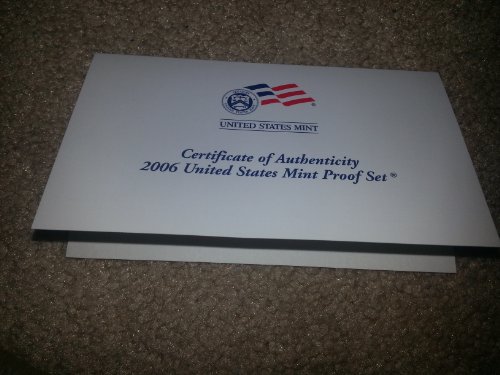 UNITED STATES MINT
Certificate of Authenticity
2006 United States Mint Proof Set®